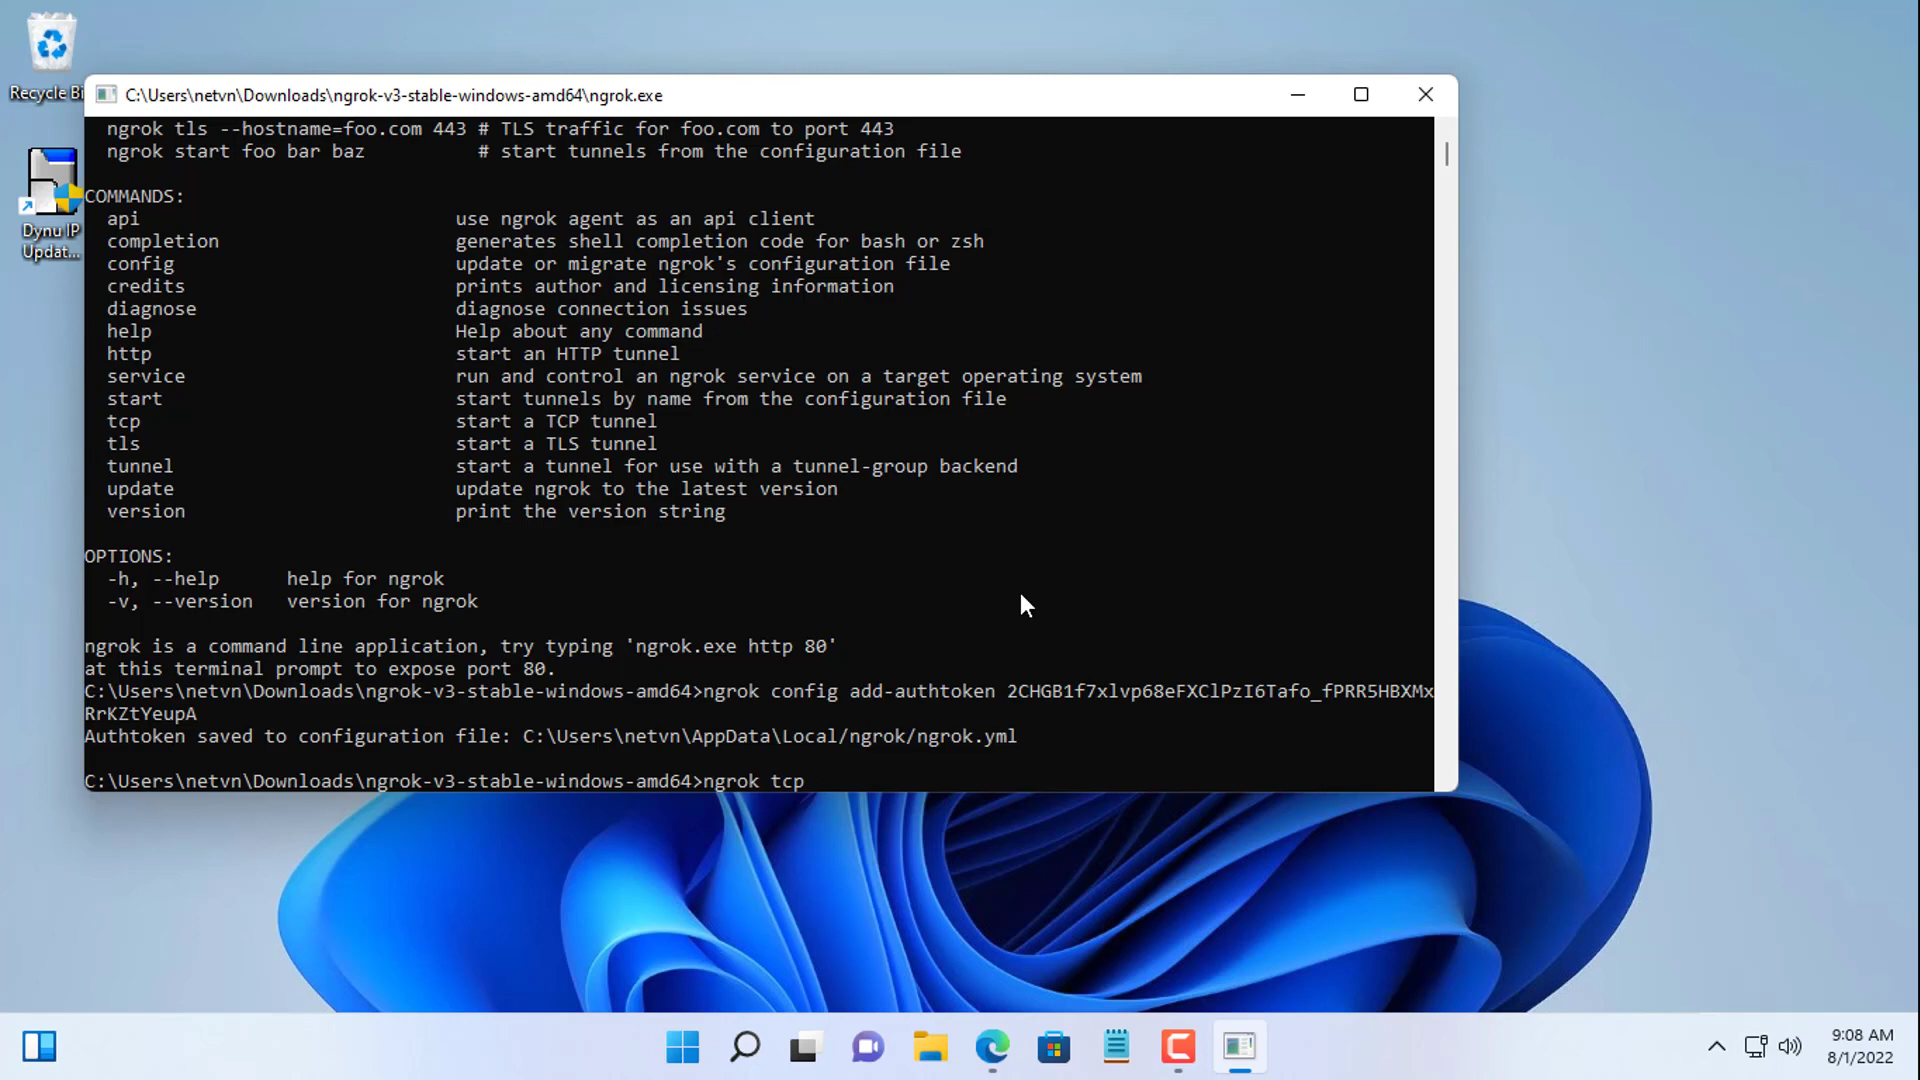 Recycle Bi
Dynu IP
Updat...
C:\Users\netvn\Downloads\ngrok-v3-stable-windows-amd64\ngrok.exe
ngrok tls --hostname=foo.com 443 # TLS traffic for foo.com to port 443
ngrok start foo bar baz # start tunnels from the configuration file
COMMANDS:
api use ngrok agent as an api client
completion generates shell completion code for bash or zsh
config update or migrate ngrok's configuration file
credits prints author and licensing information
diagnose diagnose connection issues
help Help about any command
http start an HTTP tunnel
service run and control an ngrok service on a target operating system
start start tunnels by name from the configuration file
tcp start a TCP tunnel
tls start a TLS tunnel
tunnel start a tunnel for use with a tunnel-group backend
update update ngrok to the latest version
version print the version string
OPTIONS:
-h, --help help for ngrok
-v, --version version for ngrok
ngrok is a command line application, try typing 'ngrok.exe http 80'
at this terminal prompt to expose port 80.
C:\Users\netvn\Downloads\ngrok-v3-stable-windows-amd64>ngrok config add-authtoken 2CHGB1f7xlvp68eFXClPzI6Tafo_fPRR5HBXMx
RrKZtYeupA
Authtoken saved to configuration file: C:\Users\netvn\AppData\Local/ngrok/ngrok.yml
C:\Users\netvn\Downloads\ngrok-v3-stable-windows-amd64>ngrok tcp
9:08 AM
8/1/2022